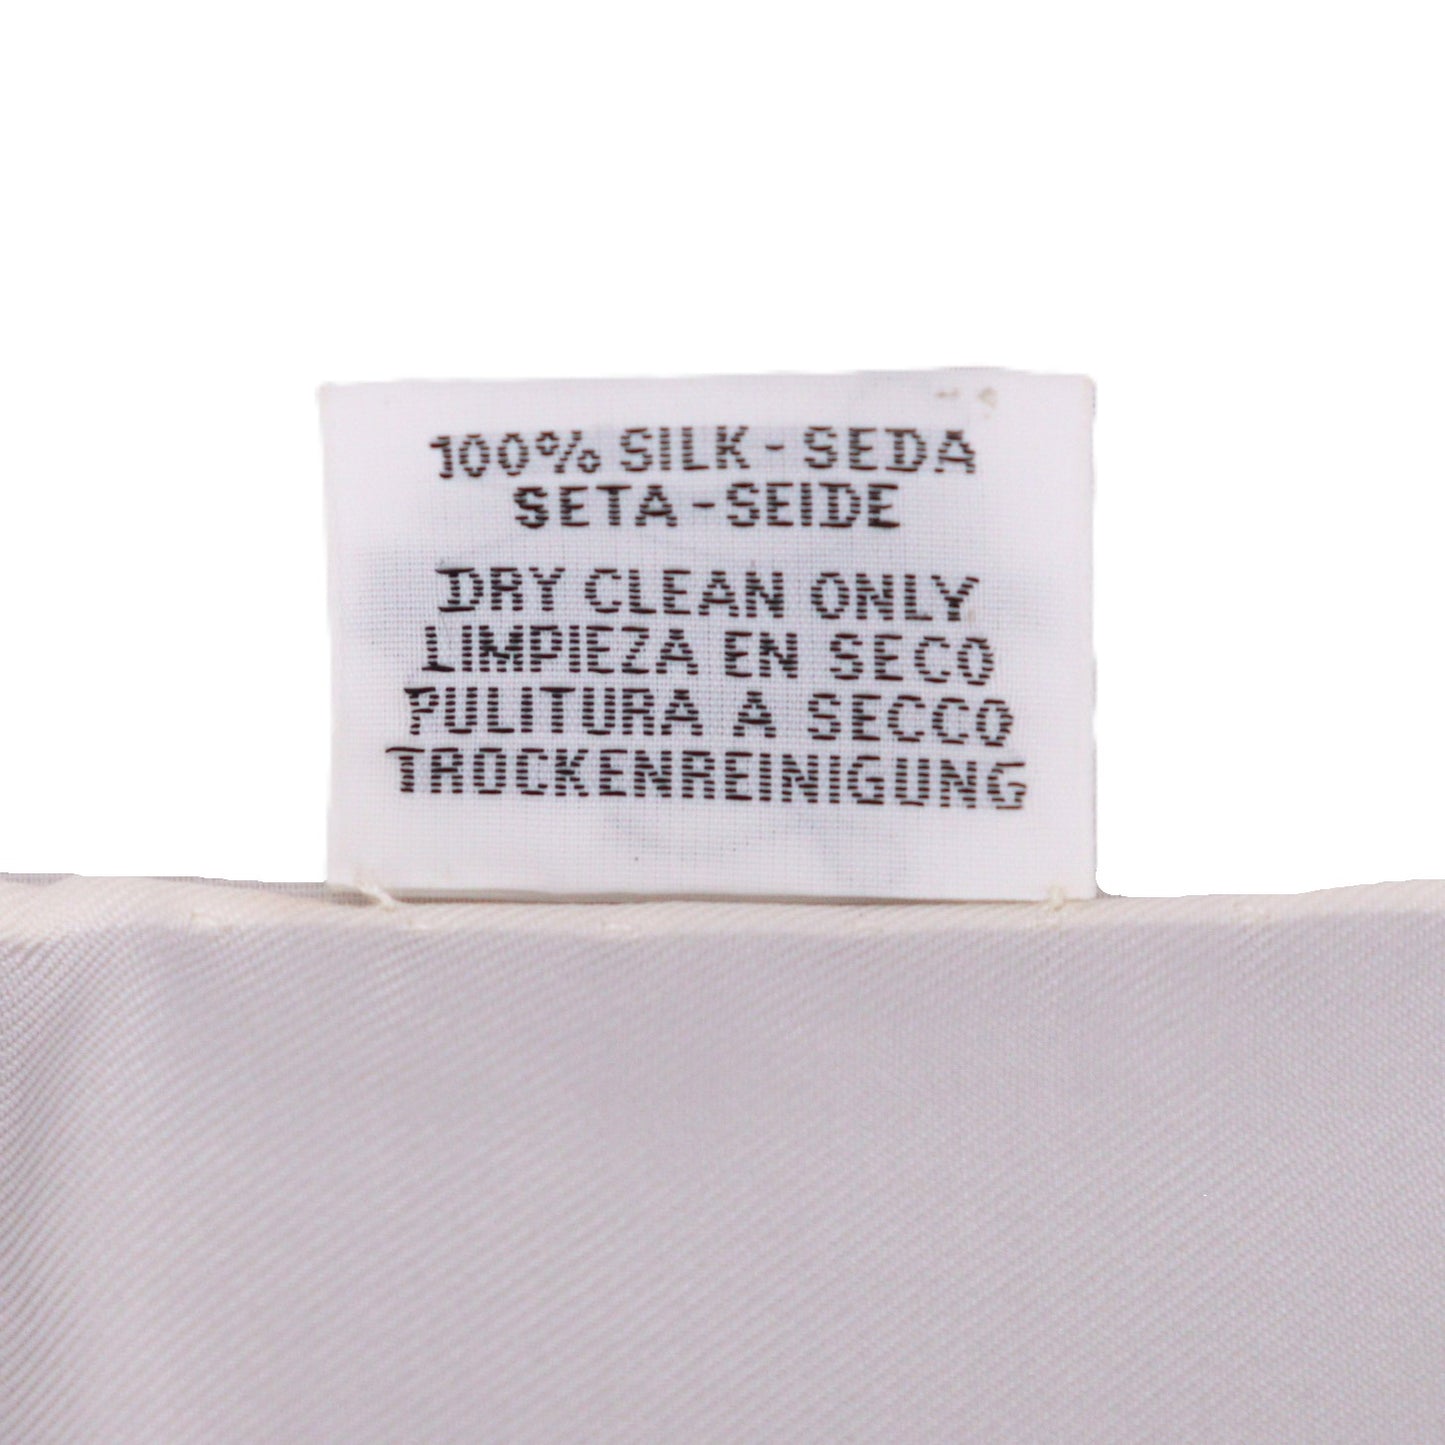 100% SILK - SEDA
SETA - SEIDE
DRY CLEAN ONLY
LIMPIEZA EN SECO
PULITURA A SECCO
TROCKENREINIGUNG